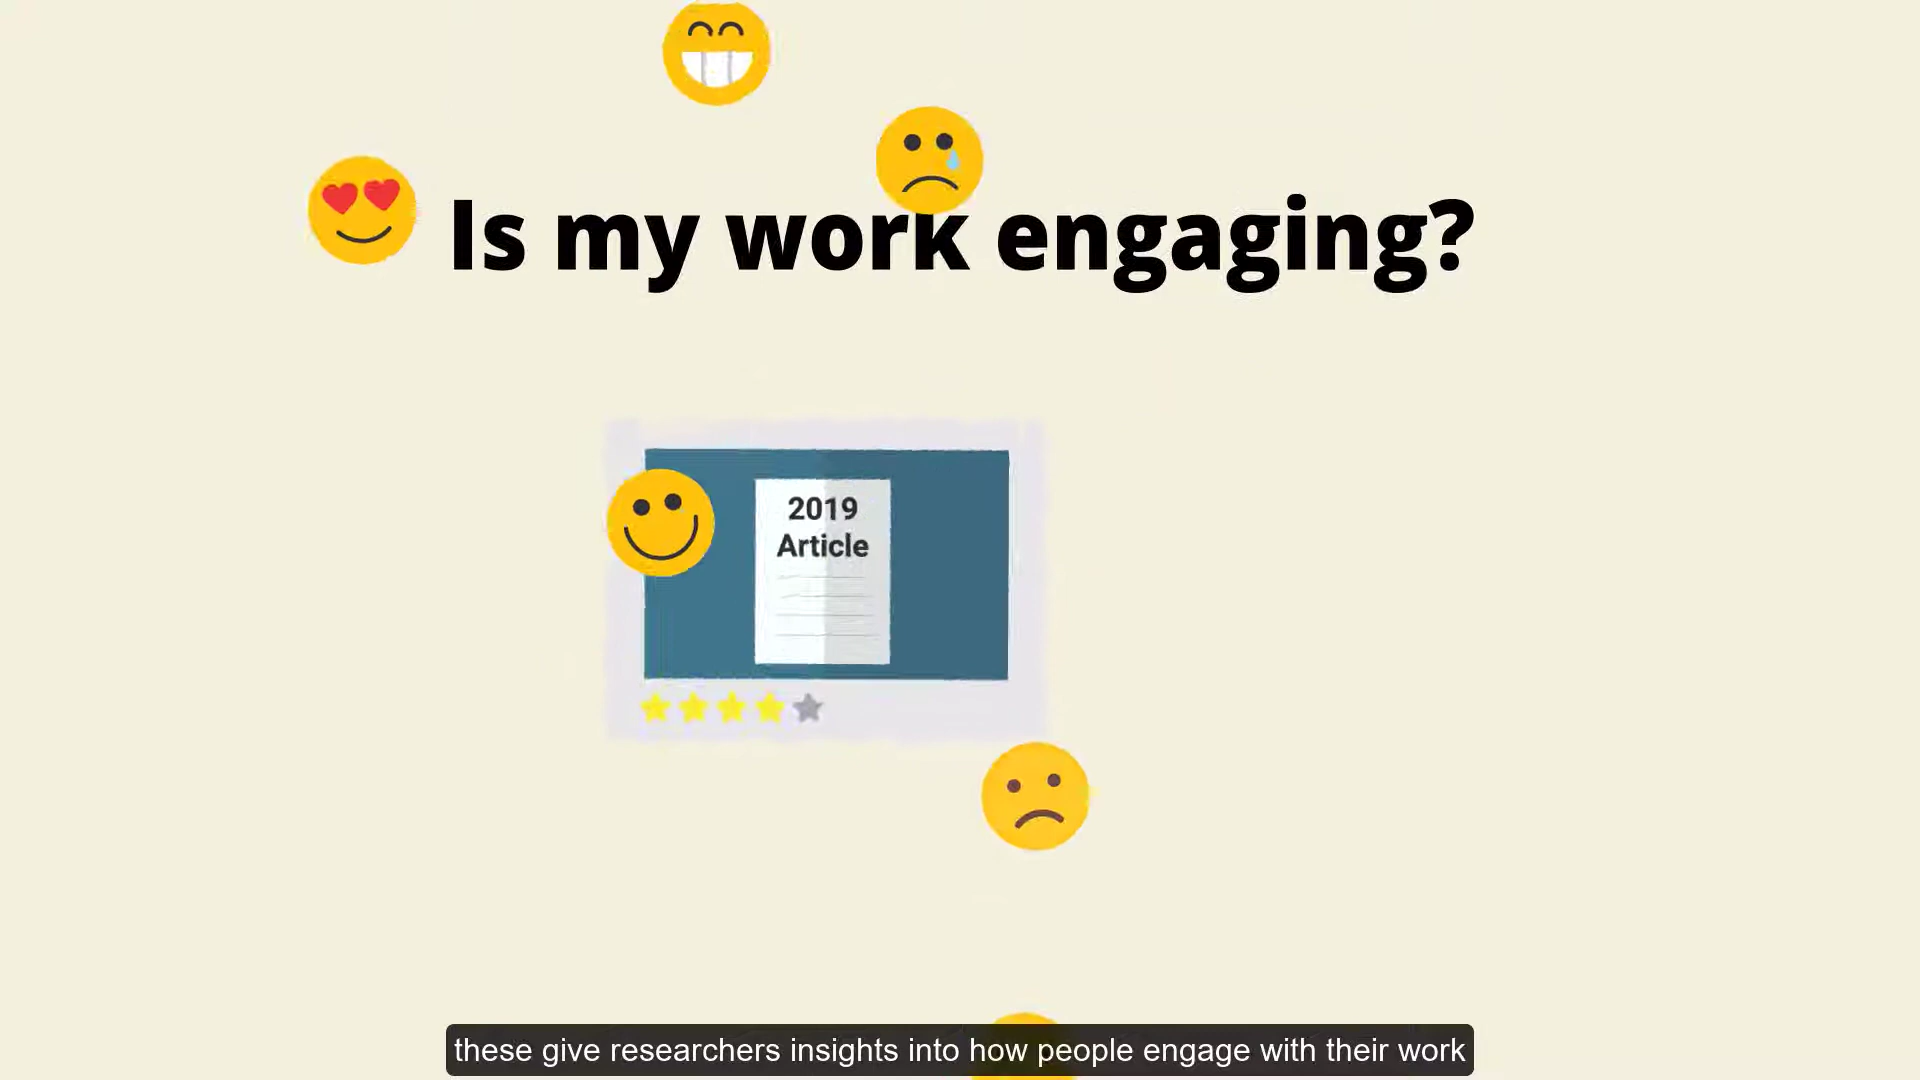 Is my work engaging?
2019
Article
these give researchers insights into how people engage with their work